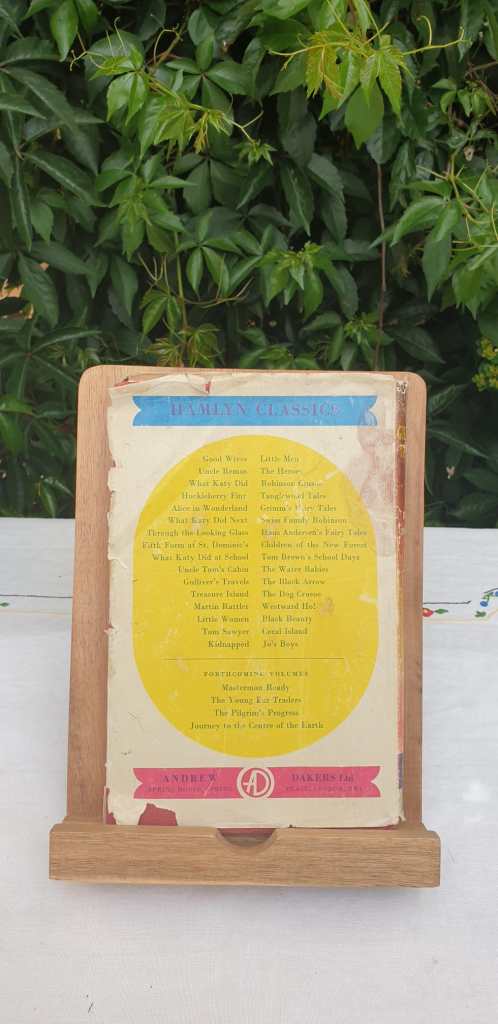 HAMLYN CLASSICS
Good Wives
Uncle Remus
What Katy Did
Huckleberry Finn
Alice in Wonderland
What Katy Did Next
Through the Looking Glass
Fifth Form at St. Dominic's
What Katy Did at School
Uncle Tom's Cabin
Gulliver's Travels
Treasure Island
Martin Rattler
Little Women
Tom Sawyer
Kidnapped
Little Men
The Heroes
Robinson Crusoe
Tanglewood Tales
Grimm's Fairy Tales
Swiss Family Robinson
Hans Andersen's Fairy Tales
Children of the New Forest
Tom Brown's School Days
The Water Babies
The Black Arrow
The Dog Crusoe
Westward Ho!
Black Beauty
Coral Island
Jo's Boys
FORTHCOMING VOLUMES
Masterman Ready
The Young Fur Traders
The Pilgrim's Progress
Journey to the Centre of the Earth
ANDREW
AD
DAKERS Ltd
SPRING HOUSE, SPRING
PLACE, LONDON,